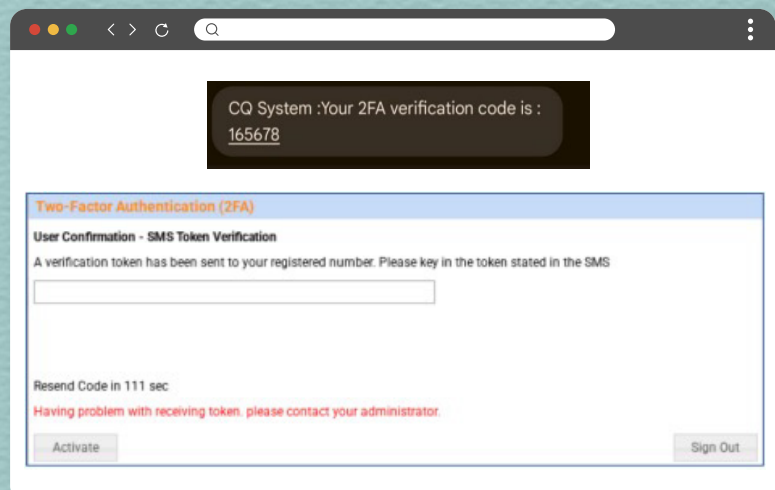 CQ System :Your 2FA verification code is :
165678
Two-Factor Authentication (2FA)
User Confirmation - SMS Token Verification
A verification token has been sent to your registered number. Please key in the token stated in the SMS
Resend Code in 111 sec
Having problem with receiving token. please contact your administrator.
Activate
Sign Out